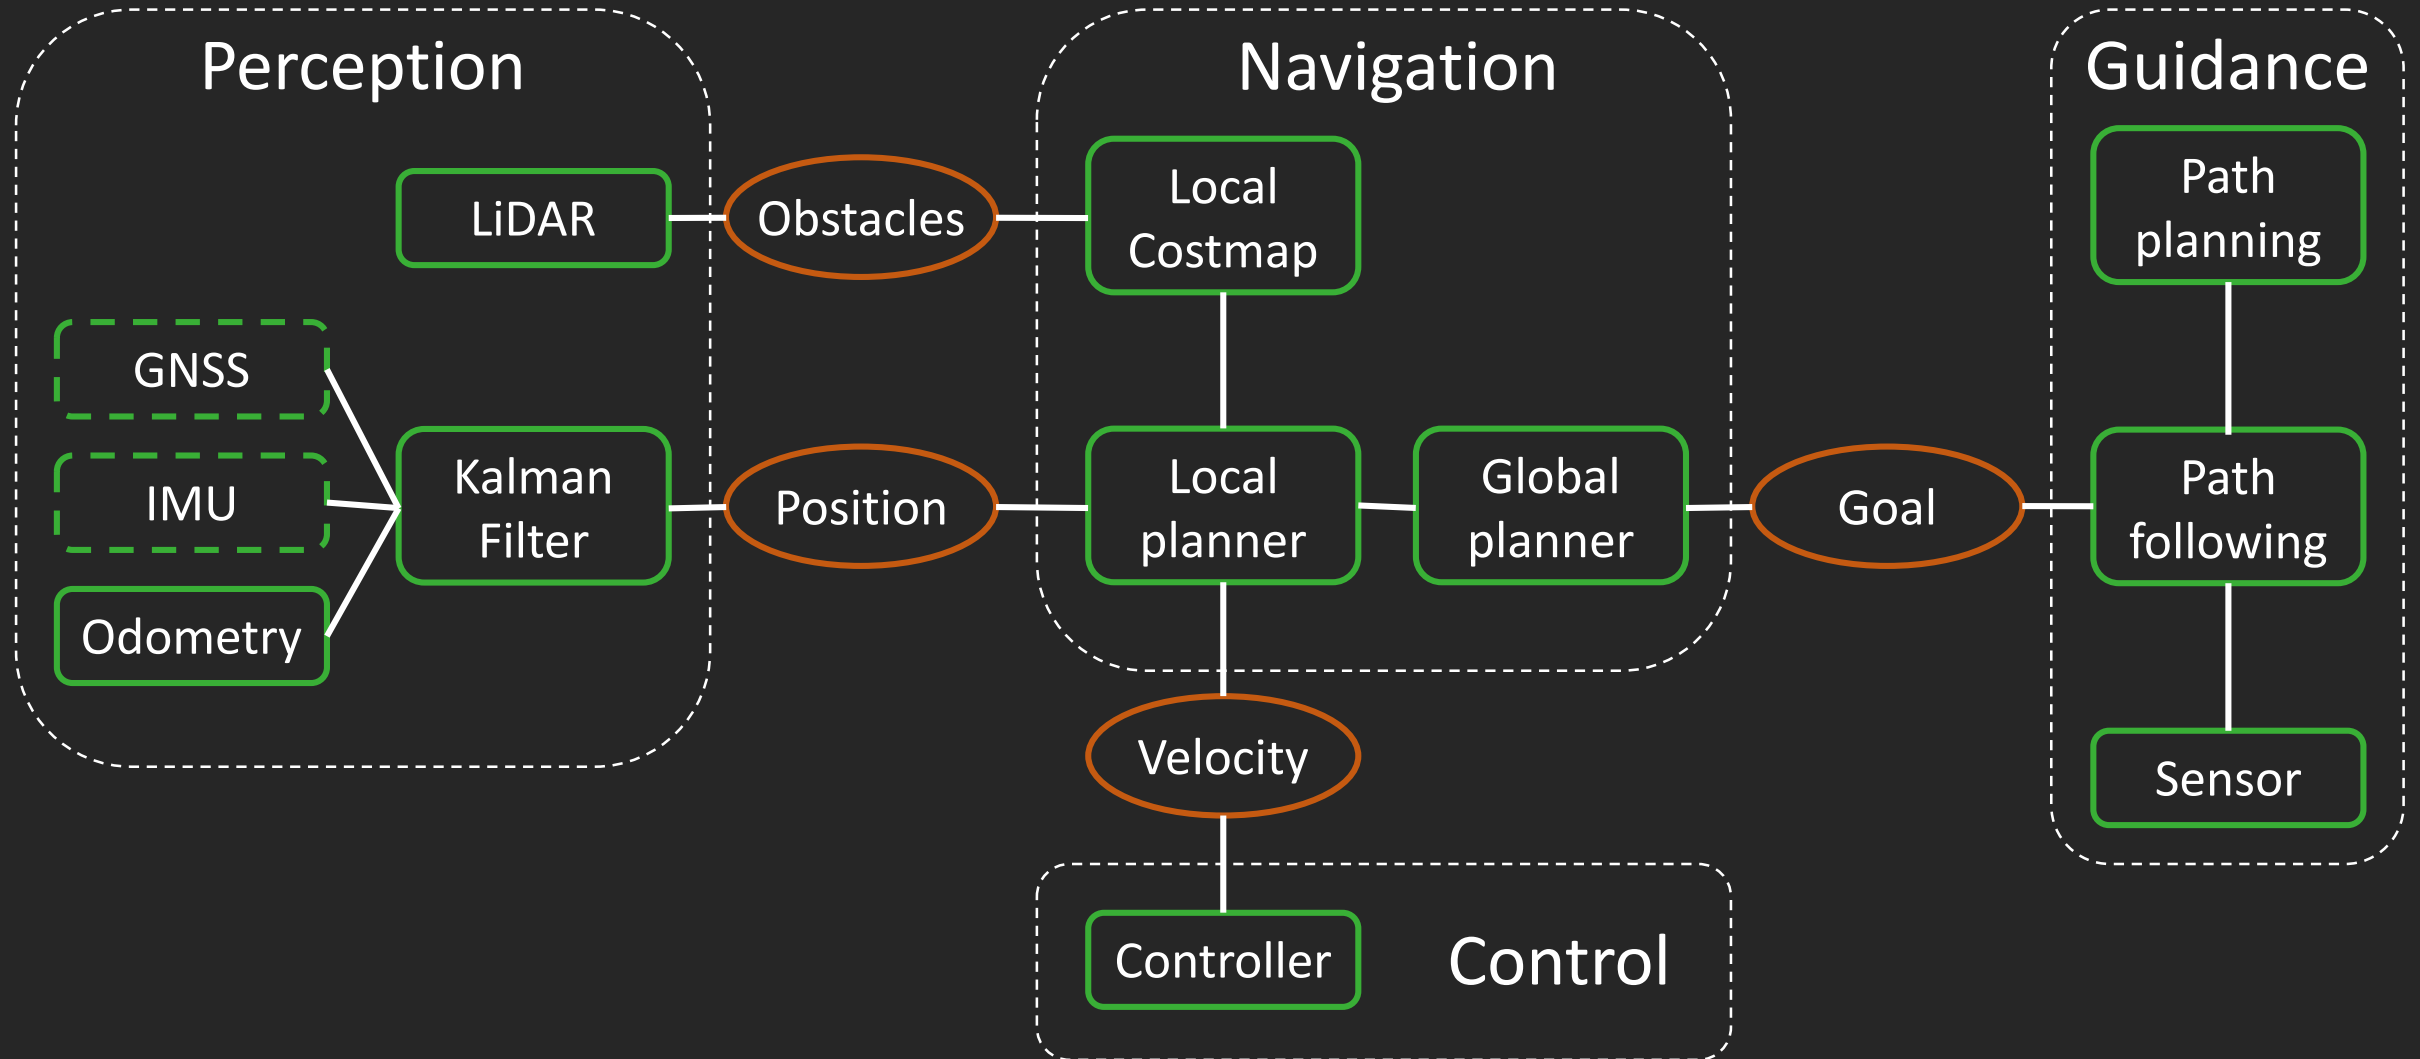 Perception
Navigation
Guidance
LiDAR
Obstacles
Local
Costmap
Path
planning
GNSS
IMU
Odometry
Kalman
Filter
Position
Local
planner
Global
planner
Goal
Path
following
Velocity
Sensor
Controller
Control